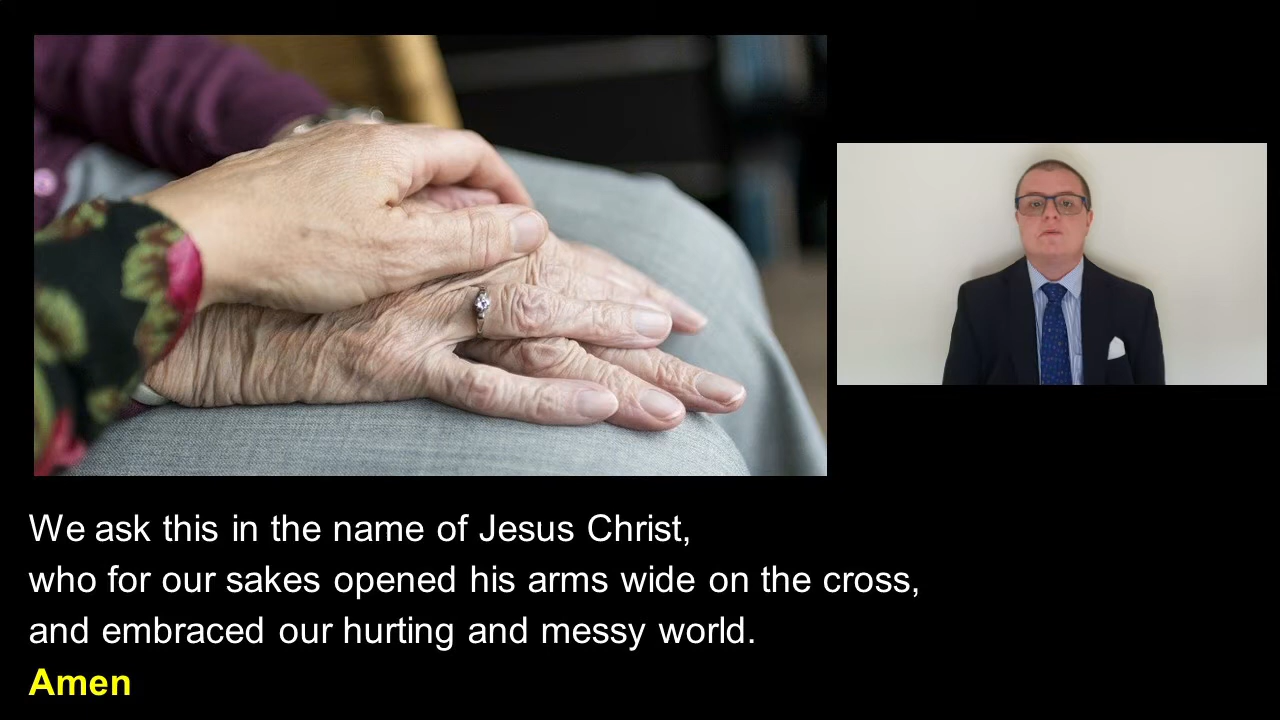 We ask this in the name of Jesus Christ,
who for our sakes opened his arms wide on the cross,
and embraced our hurting and messy world.
Amen